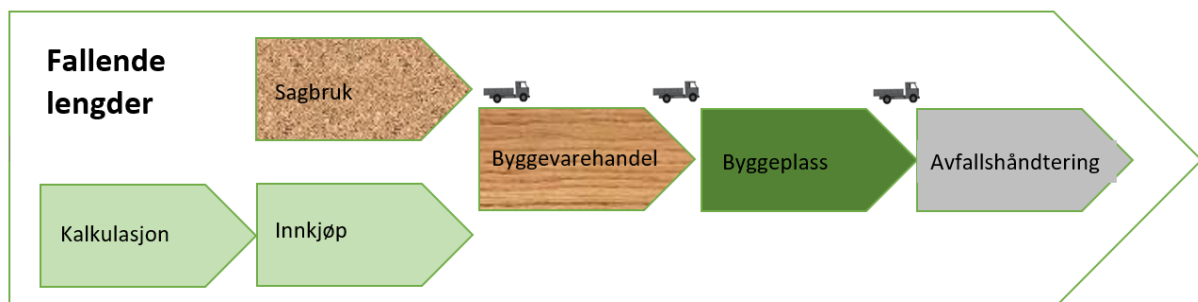 Fallende
lengder
Sagbruk
Kalkulasjon
Innkjøp
Byggevarehandel
Byggeplass
Avfallshåndtering